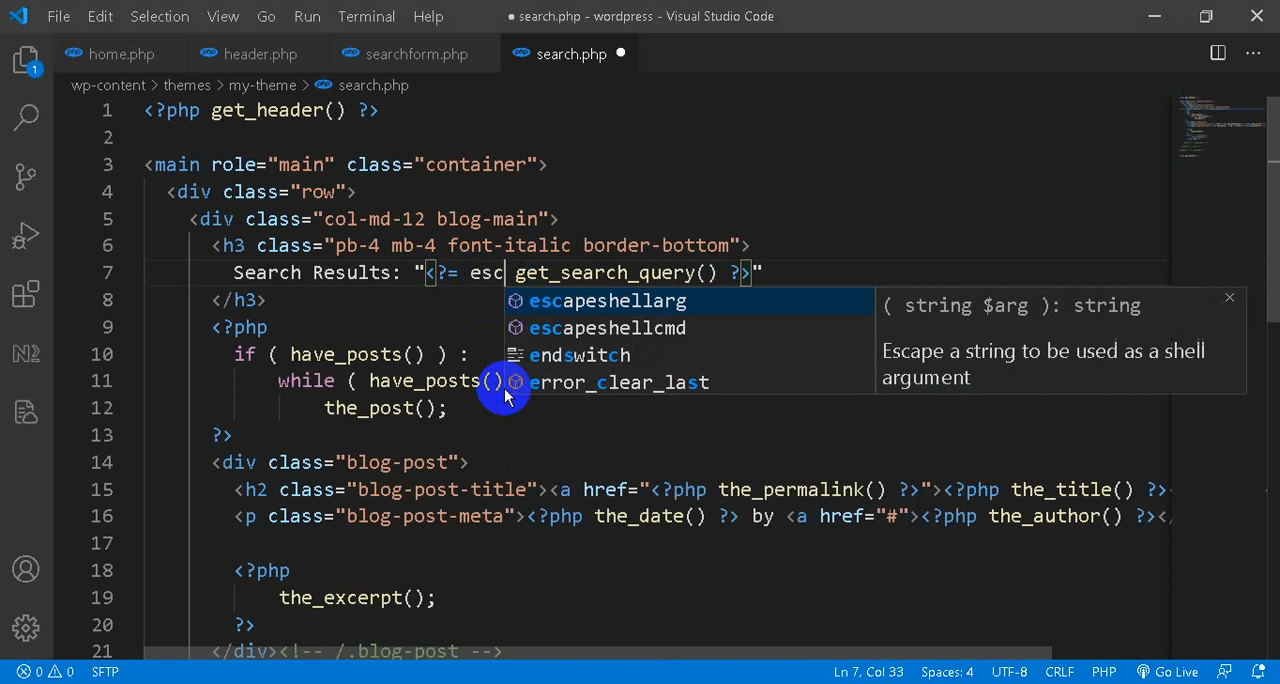 File Edit Selection View Go Run Terminal Help ● search.php - wordpress - Visual Studio Code
home.php header.php searchform.php search.php
wp-content > themes > my-theme > search.php
1 <?php get_header() ?>
2
3 <main role="main" class="container">
4 <div class="row">
5 <div class="col-md-12 blog-main">
6 <h3 class="pb-4 mb-4 font-italic border-bottom">
7 Search Results: "<?= esc get_search_query() ?>"
8 </h3>
9 <?php
10 if ( have_posts() ) :
11 while ( have_posts()
12 the_post();
13 ?>
14 <div class="blog-post">
15 <h2 class="blog-post-title"><a href="<?php the_permalink() ?>"><?php the_title() ?>
16 <p class="blog-post-meta"><?php the_date() ?> by <a href="#"><?php the_author() ?></
17
18 <?php
19 the_excerpt();
20 ?>
21 </div><!-- /.blog-post -->
escapeshellarg
escapeshellcmd
endswitch
error_clear_last
( string $arg ): string
Escape a string to be used as a shell
argument
1
N2
0 0 SFTP Ln 7, Col 33 Spaces: 4 UTF-8 CRLF PHP Go Live